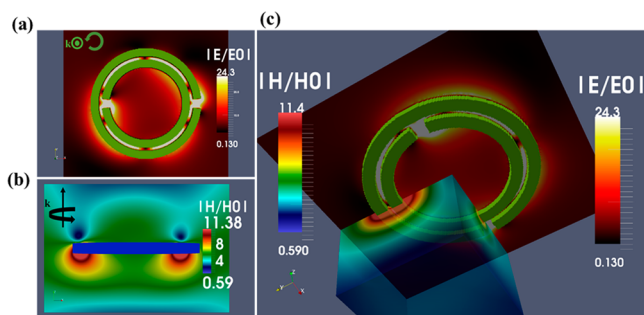 (a)
k
|E/E0|
24.3
0.130
(b)
k
|H/H0|
11.38
8
4
0.59
(c)
|H/H0|
11.4
0.590
|E/E0|
24.3
0.130
Z
Y
X